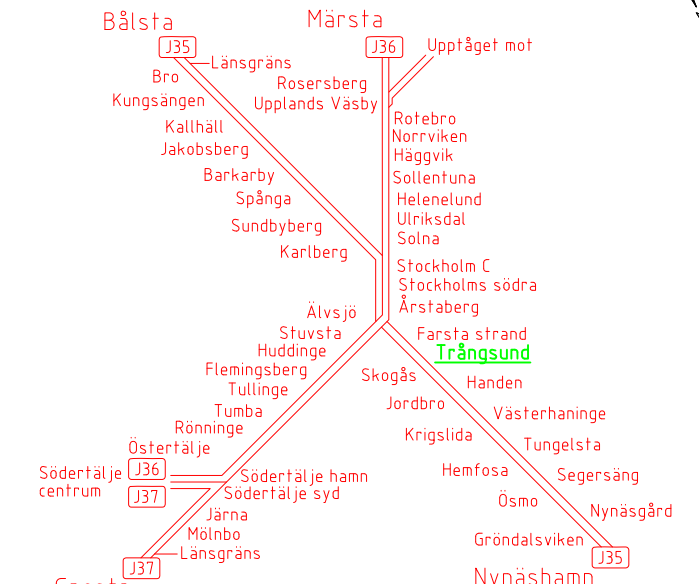 Bålsta
Märsta
J35
J36
Upptåget mot
Länsgräns
Bro
Rosersberg
Kungsängen
Upplands Väsby
Kallhäll
Rotebro
Norrviken
Jakobsberg
Häggvik
Barkarby
Sollentuna
Spånga
Helenelund
Ulriksdal
Sundbyberg
Solna
Karlberg
Stockholm C
Stockholms södra
Årstaberg
Älvsjö
Stuvsta
Farsta strand
Huddinge
Trångsund
Flemingsberg
Skogås
Handen
Tullinge
Jordbro
Tumba
Västerhaninge
Rönninge
Krigslida
Östertälje
Tungelsta
J36
Södertälje
centrum
Södertälje hamn
Hemfosa
Segersäng
J37
Södertälje syd
Ösmo
Järna
Nynäsgård
Mölnbo
Gröndalsviken
Länsgräns
J35
J37
Nynäshamn